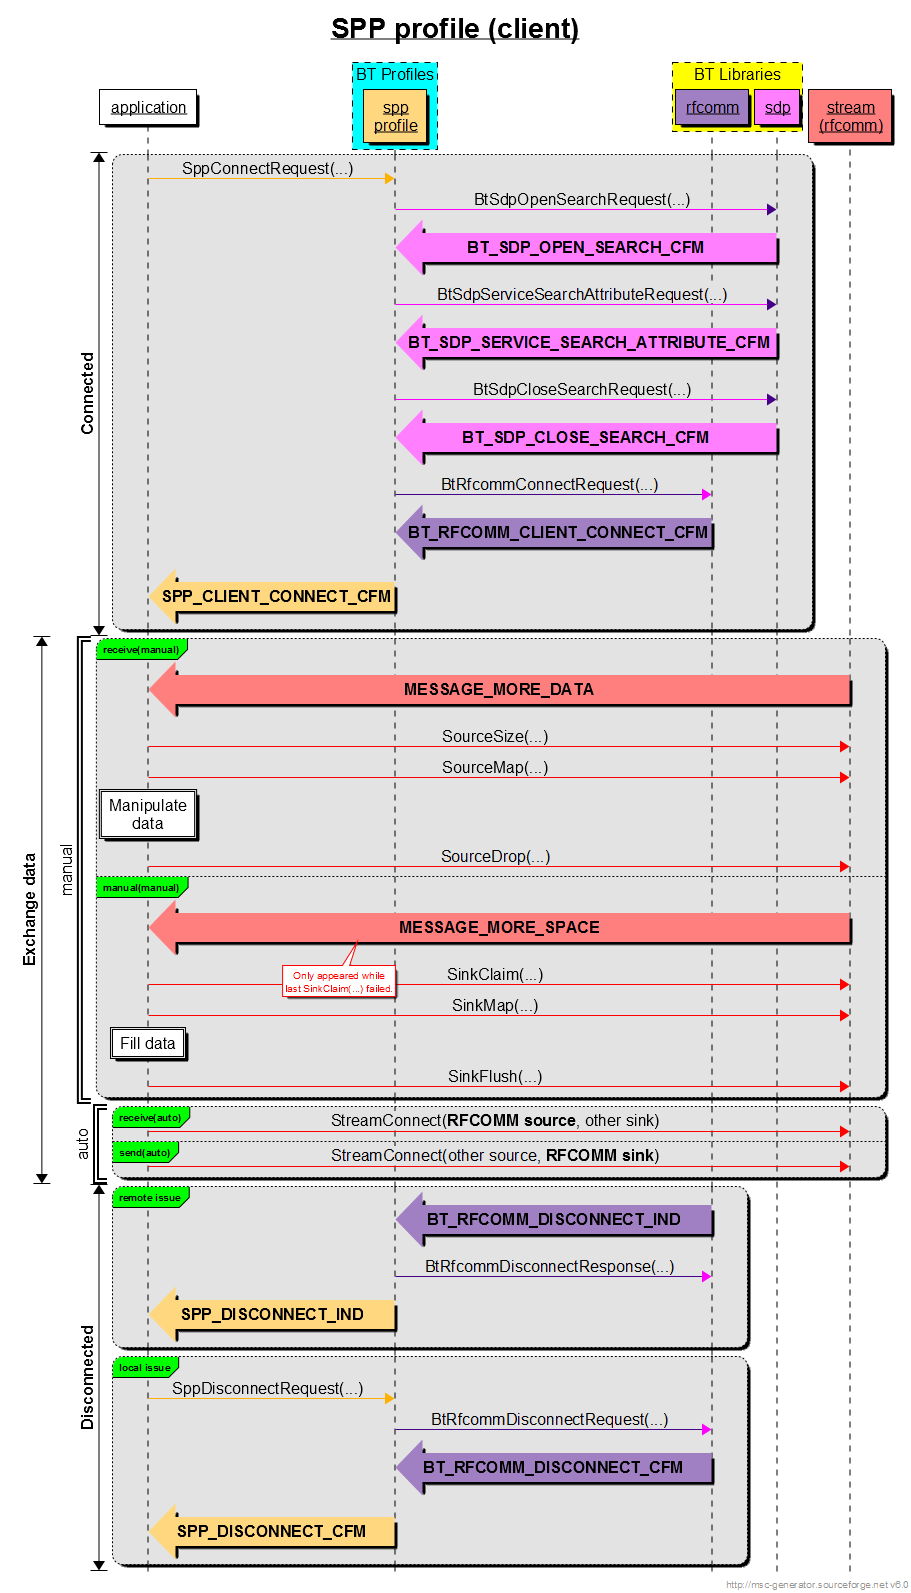 SPP profile (client)
BT Profiles
BT Libraries
application
spp
profile
rfcomm
sdp
stream
(rfcomm)
Connected
SppConnectRequest(...)
BtSdpOpenSearchRequest(...)
BT_SDP_OPEN_SEARCH_CFM
BtSdpServiceSearchAttributeRequest(...)
BT_SDP_SERVICE_SEARCH_ATTRIBUTE_CFM
BtSdpCloseSearchRequest(...)
BT_SDP_CLOSE_SEARCH_CFM
BtRfcommConnectRequest(...)
BT_RFCOMM_CLIENT_CONNECT_CFM
SPP_CLIENT_CONNECT_CFM
Exchange data
manual
receive(manual)
MESSAGE_MORE_DATA
SourceSize(...)
SourceMap(...)
Manipulate
data
SourceDrop(...)
manual(manual)
MESSAGE_MORE_SPACE
Only appeared while
last SinkClaim(...) failed.
SinkClaim(...)
SinkMap(...)
Fill data
SinkFlush(...)
auto
receive(auto)
StreamConnect(RFCOMM source, other sink)
send(auto)
StreamConnect(other source, RFCOMM sink)
Disconnected
remote issue
BT_RFCOMM_DISCONNECT_IND
BtRfcommDisconnectResponse(...)
SPP_DISCONNECT_IND
local issue
SppDisconnectRequest(...)
BtRfcommDisconnectRequest(...)
BT_RFCOMM_DISCONNECT_CFM
SPP_DISCONNECT_CFM
http://msc-generator.sourceforge.net v6.0